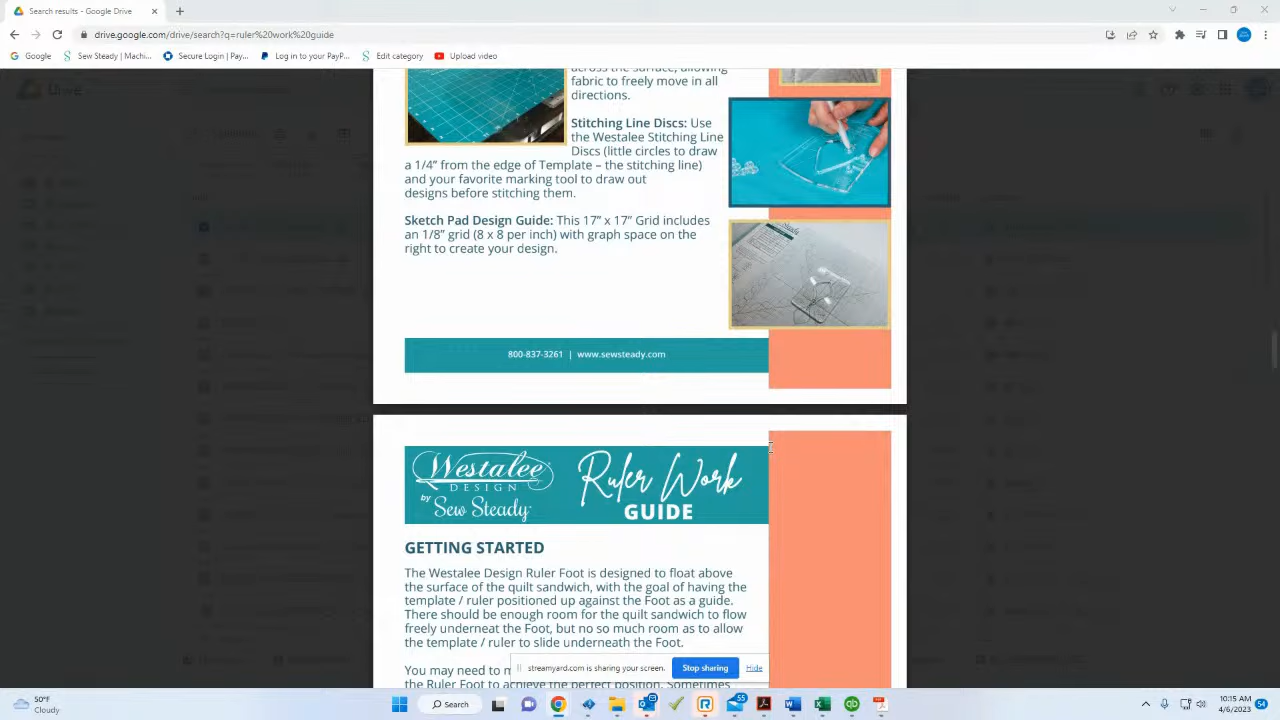 Search results - Google Drive
drive.google.com/drive/search?q=ruler%20work%20guide
Google
Sew Steady | Machi...
Secure Login | Pay...
Log in to your PayP...
Edit category
Upload video
Drive
across the surface, allowing
fabric to freely move in all
directions.
Stitching Line Discs: Use
the Westalee Stitching Line
Discs (little circles to draw
a 1/4” from the edge of Template – the stitching line)
and your favorite marking tool to draw out
designs before stitching them.
Sketch Pad Design Guide: This 17” x 17” Grid includes
an 1/8” grid (8 x 8 per inch) with graph space on the
right to create your design.
800-837-3261 | www.sewsteady.com
Westalee
DESIGN
by Sew Steady
Ruler Work
GUIDE
GETTING STARTED
The Westalee Design Ruler Foot is designed to float above
the surface of the quilt sandwich, with the goal of having the
template / ruler positioned up against the Foot as a guide.
There should be enough room for the quilt sandwich to flow
freely underneat the Foot, but no so much room as to allow
the template / ruler to slide underneath the Foot.
You may need to
the Ruler Foot to achieve the perfect position. Sometimes
streamyard.com is sharing your screen.
Stop sharing
Hide
50°F
Cloudy
Search
55
10:15 AM
4/6/2023
54